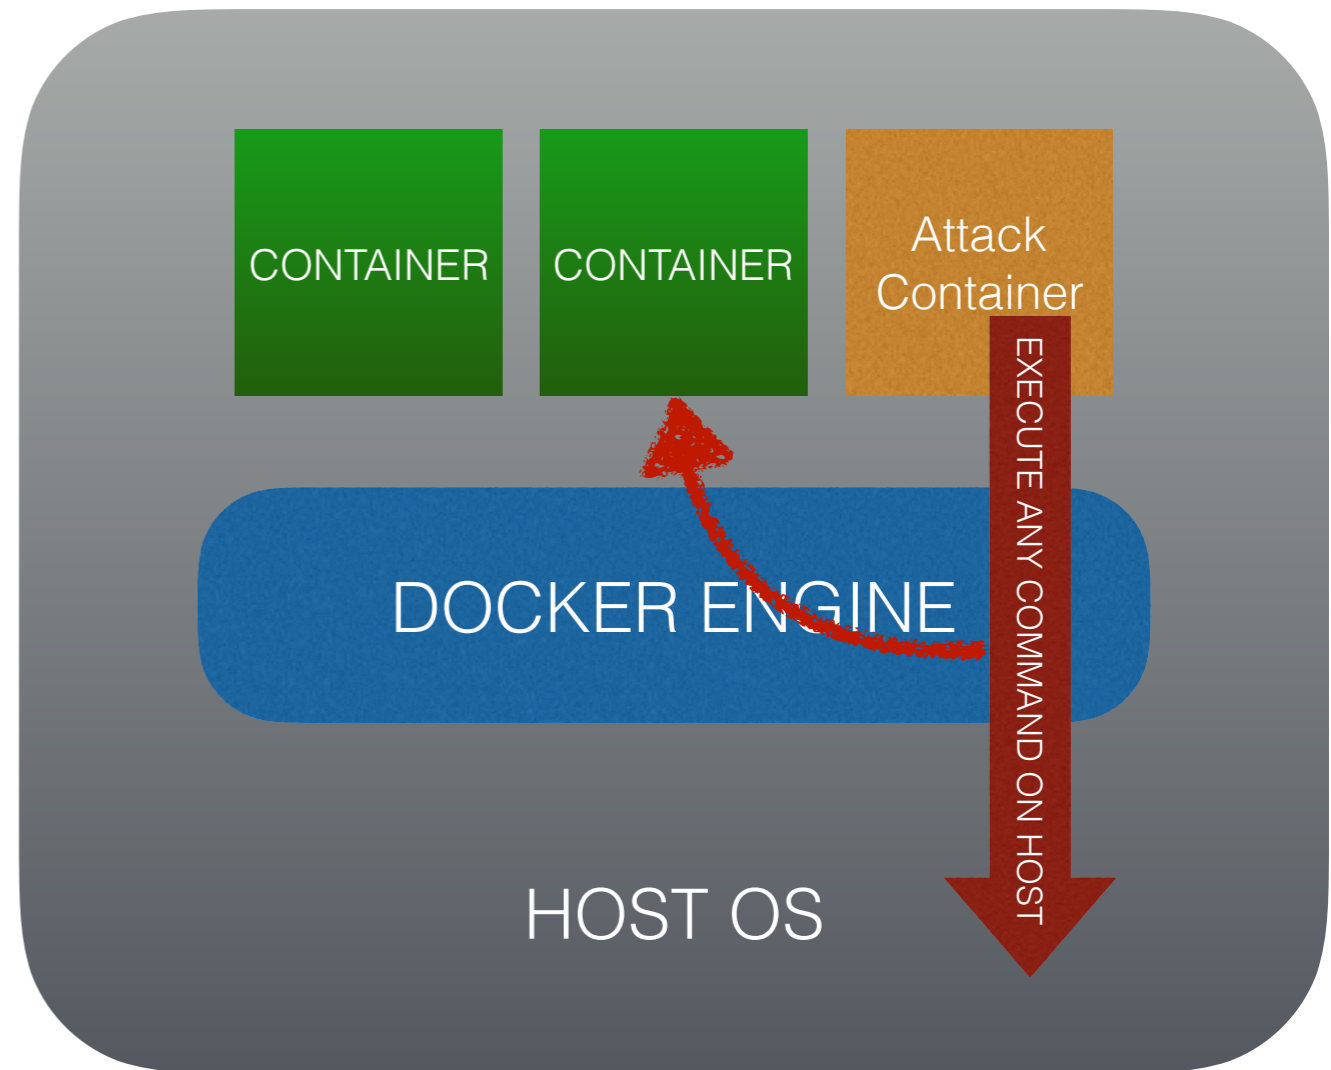 CONTAINER
CONTAINER
Attack
Container
EXECUTE ANY COMMAND ON HOST
DOCKER ENGINE
HOST OS